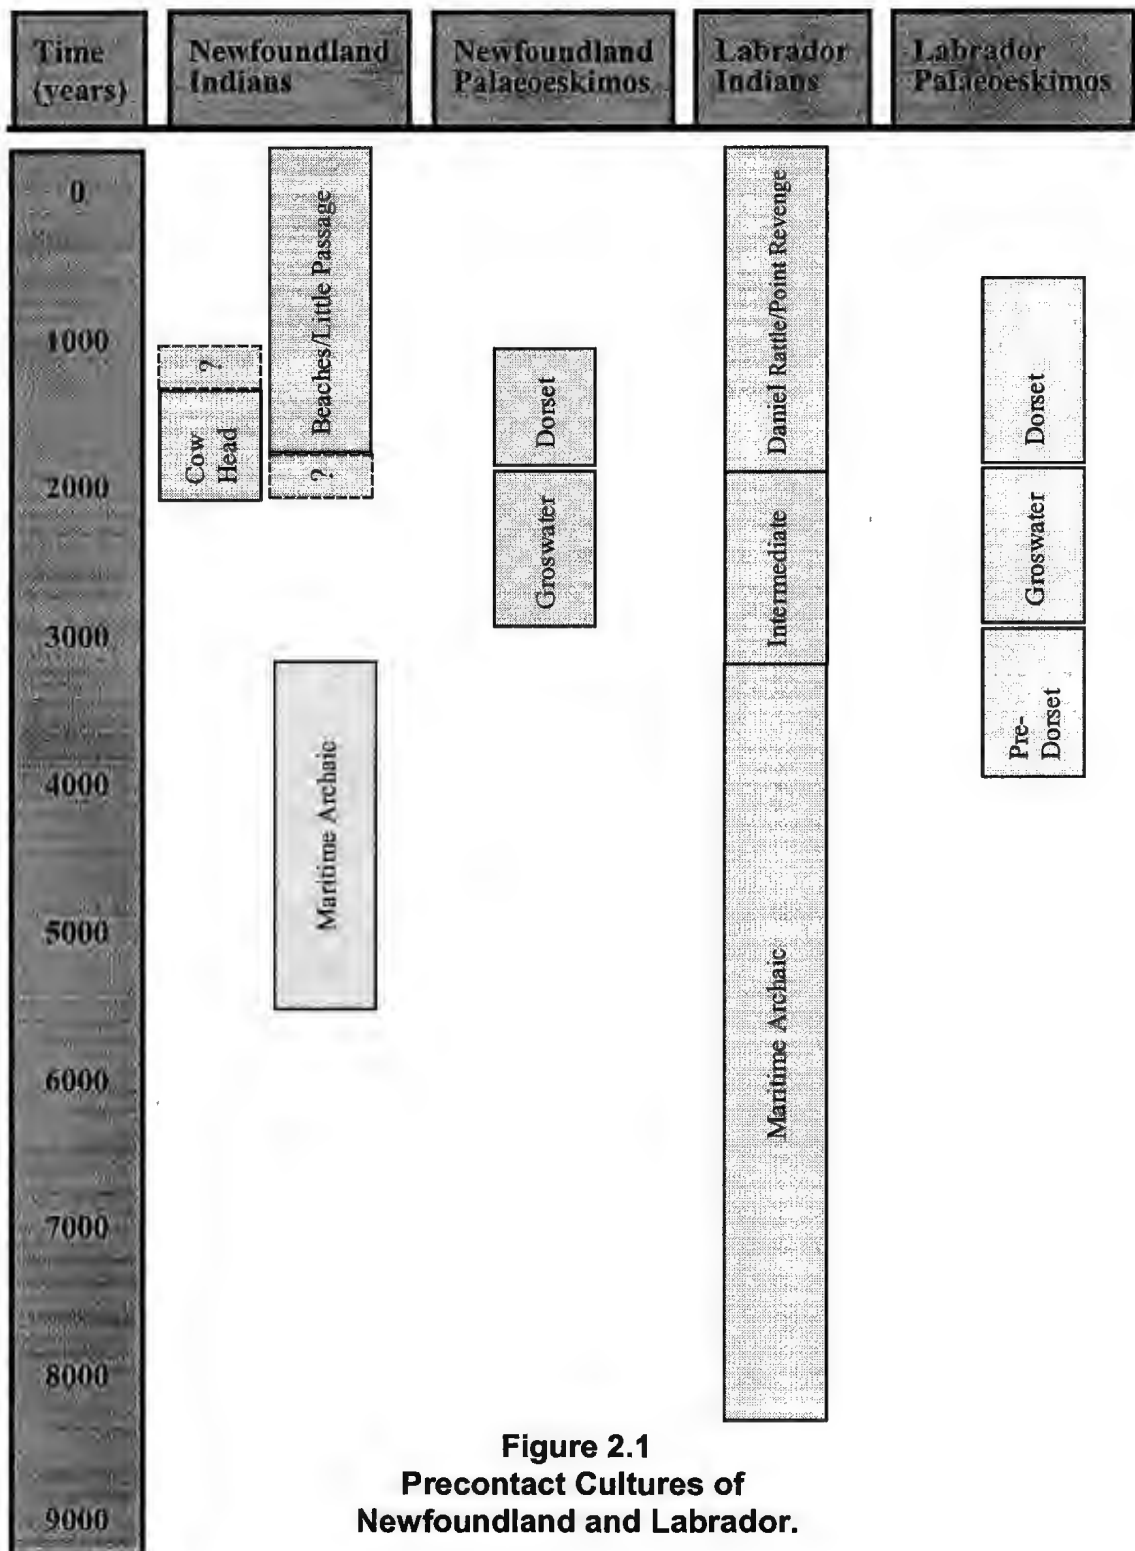 Time
(years)
Newfoundland
Indians
Newfoundland
Palaeoeskimos
Labrador
Indians
Labrador
Palaeoeskimos
0
1000
2000
3000
4000
5000
6000
7000
8000
9000
?
Cow
Head
Beaches/Little Passage
?
Maritime Archaic
Dorset
Groswater
Daniel Rattle/Point Revenge
Intermediate
Maritime Archaic
Dorset
Groswater
Pre-
Dorset
Figure 2.1
Precontact Cultures of
Newfoundland and Labrador.